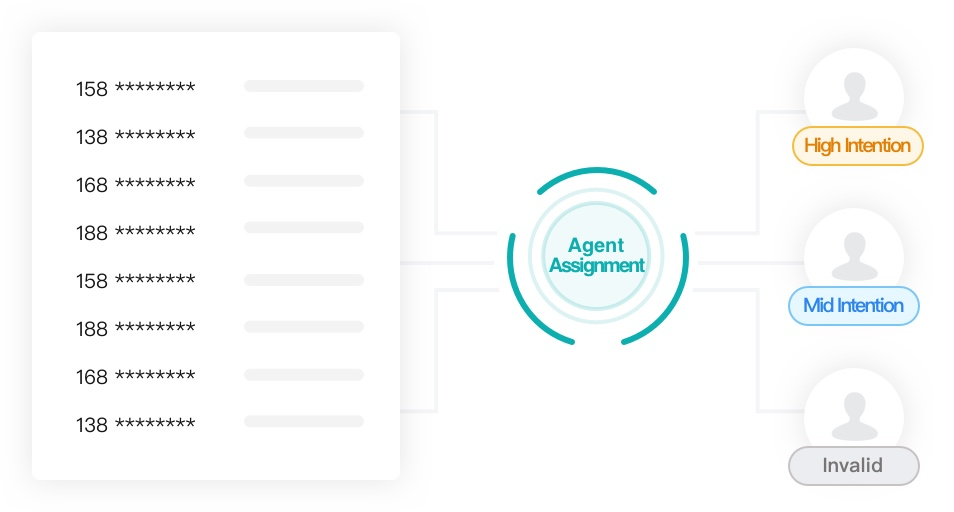 158 ********
138 ********
168 ********
188 ********
158 ********
188 ********
168 ********
138 ********
Agent
Assignment
High Intention
Mid Intention
Invalid